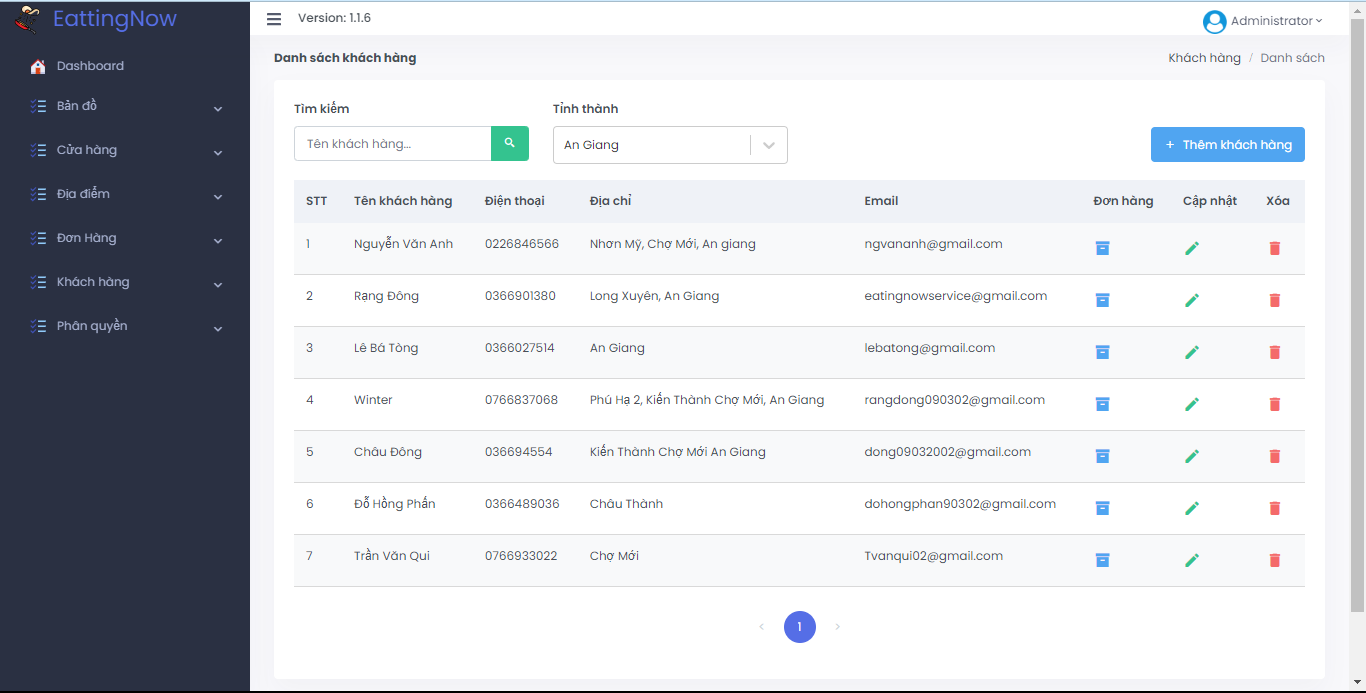 EattingNow
Version: 1.1.6
Administrator
Dashboard
Bản đồ
Cửa hàng
Địa điểm
Đơn Hàng
Khách hàng
Phân quyền
Danh sách khách hàng
Khách hàng / Danh sách
Tìm kiếm
Tỉnh thành
Tên khách hàng...
An Giang
+ Thêm khách hàng
STT Tên khách hàng Điện thoại Địa chỉ Email Đơn hàng Cập nhật Xóa
1 Nguyễn Văn Anh 0226846566 Nhơn Mỹ, Chợ Mới, An giang ngvananh@gmail.com
2 Rạng Đông 0366901380 Long Xuyên, An Giang eatingnowservice@gmail.com
3 Lê Bá Tòng 0366027514 An Giang lebatong@gmail.com
4 Winter 0766837068 Phú Hạ 2, Kiến Thành Chợ Mới, An Giang rangdong090302@gmail.com
5 Châu Đông 036694554 Kiến Thành Chợ Mới An Giang dong09032002@gmail.com
6 Đỗ Hồng Phấn 0366489036 Châu Thành dohongphan90302@gmail.com
7 Trần Văn Qui 0766933022 Chợ Mới Tvanqui02@gmail.com
< 1 >